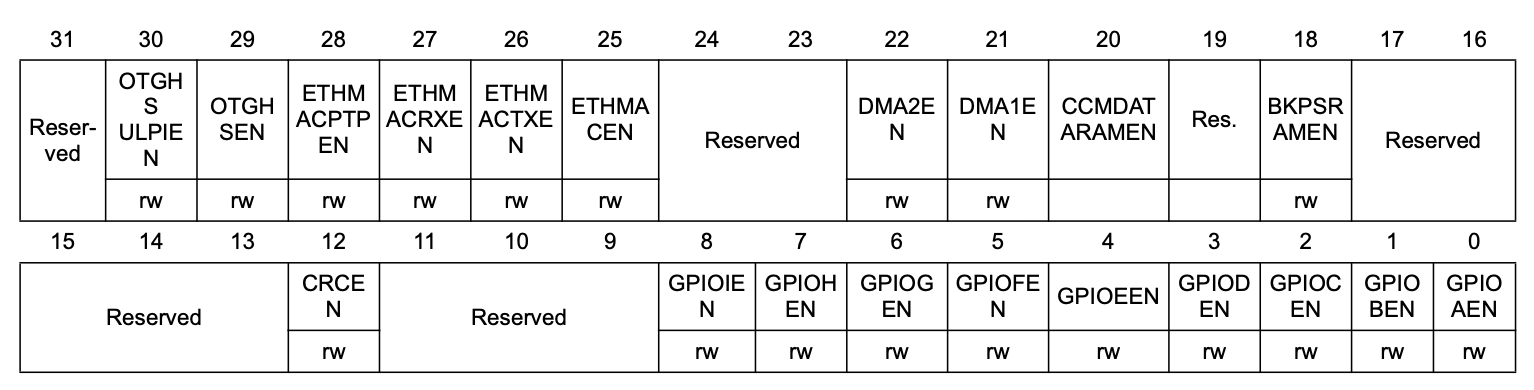 31 30 29 28 27 26 25 24 23 22 21 20 19 18 17 16
Reser-
ved
OTGH
S
ULPIE
N
OTGH
SEN
ETHM
ACPTP
EN
ETHM
ACRXE
N
ETHM
ACTXE
N
ETHMA
CEN
Reserved
DMA2E
N
DMA1E
N
CCMDAT
ARAMEN
Res.
BKPSR
AMEN
Reserved
rw rw rw rw rw rw rw rw rw
15 14 13 12 11 10 9 8 7 6 5 4 3 2 1 0
Reserved
CRCE
N
Reserved
GPIOIE
N
GPIOH
EN
GPIOG
EN
GPIOFE
N
GPIOEEN
GPIOD
EN
GPIOC
EN
GPIO
BEN
GPIO
AEN
rw rw rw rw rw rw rw rw rw rw